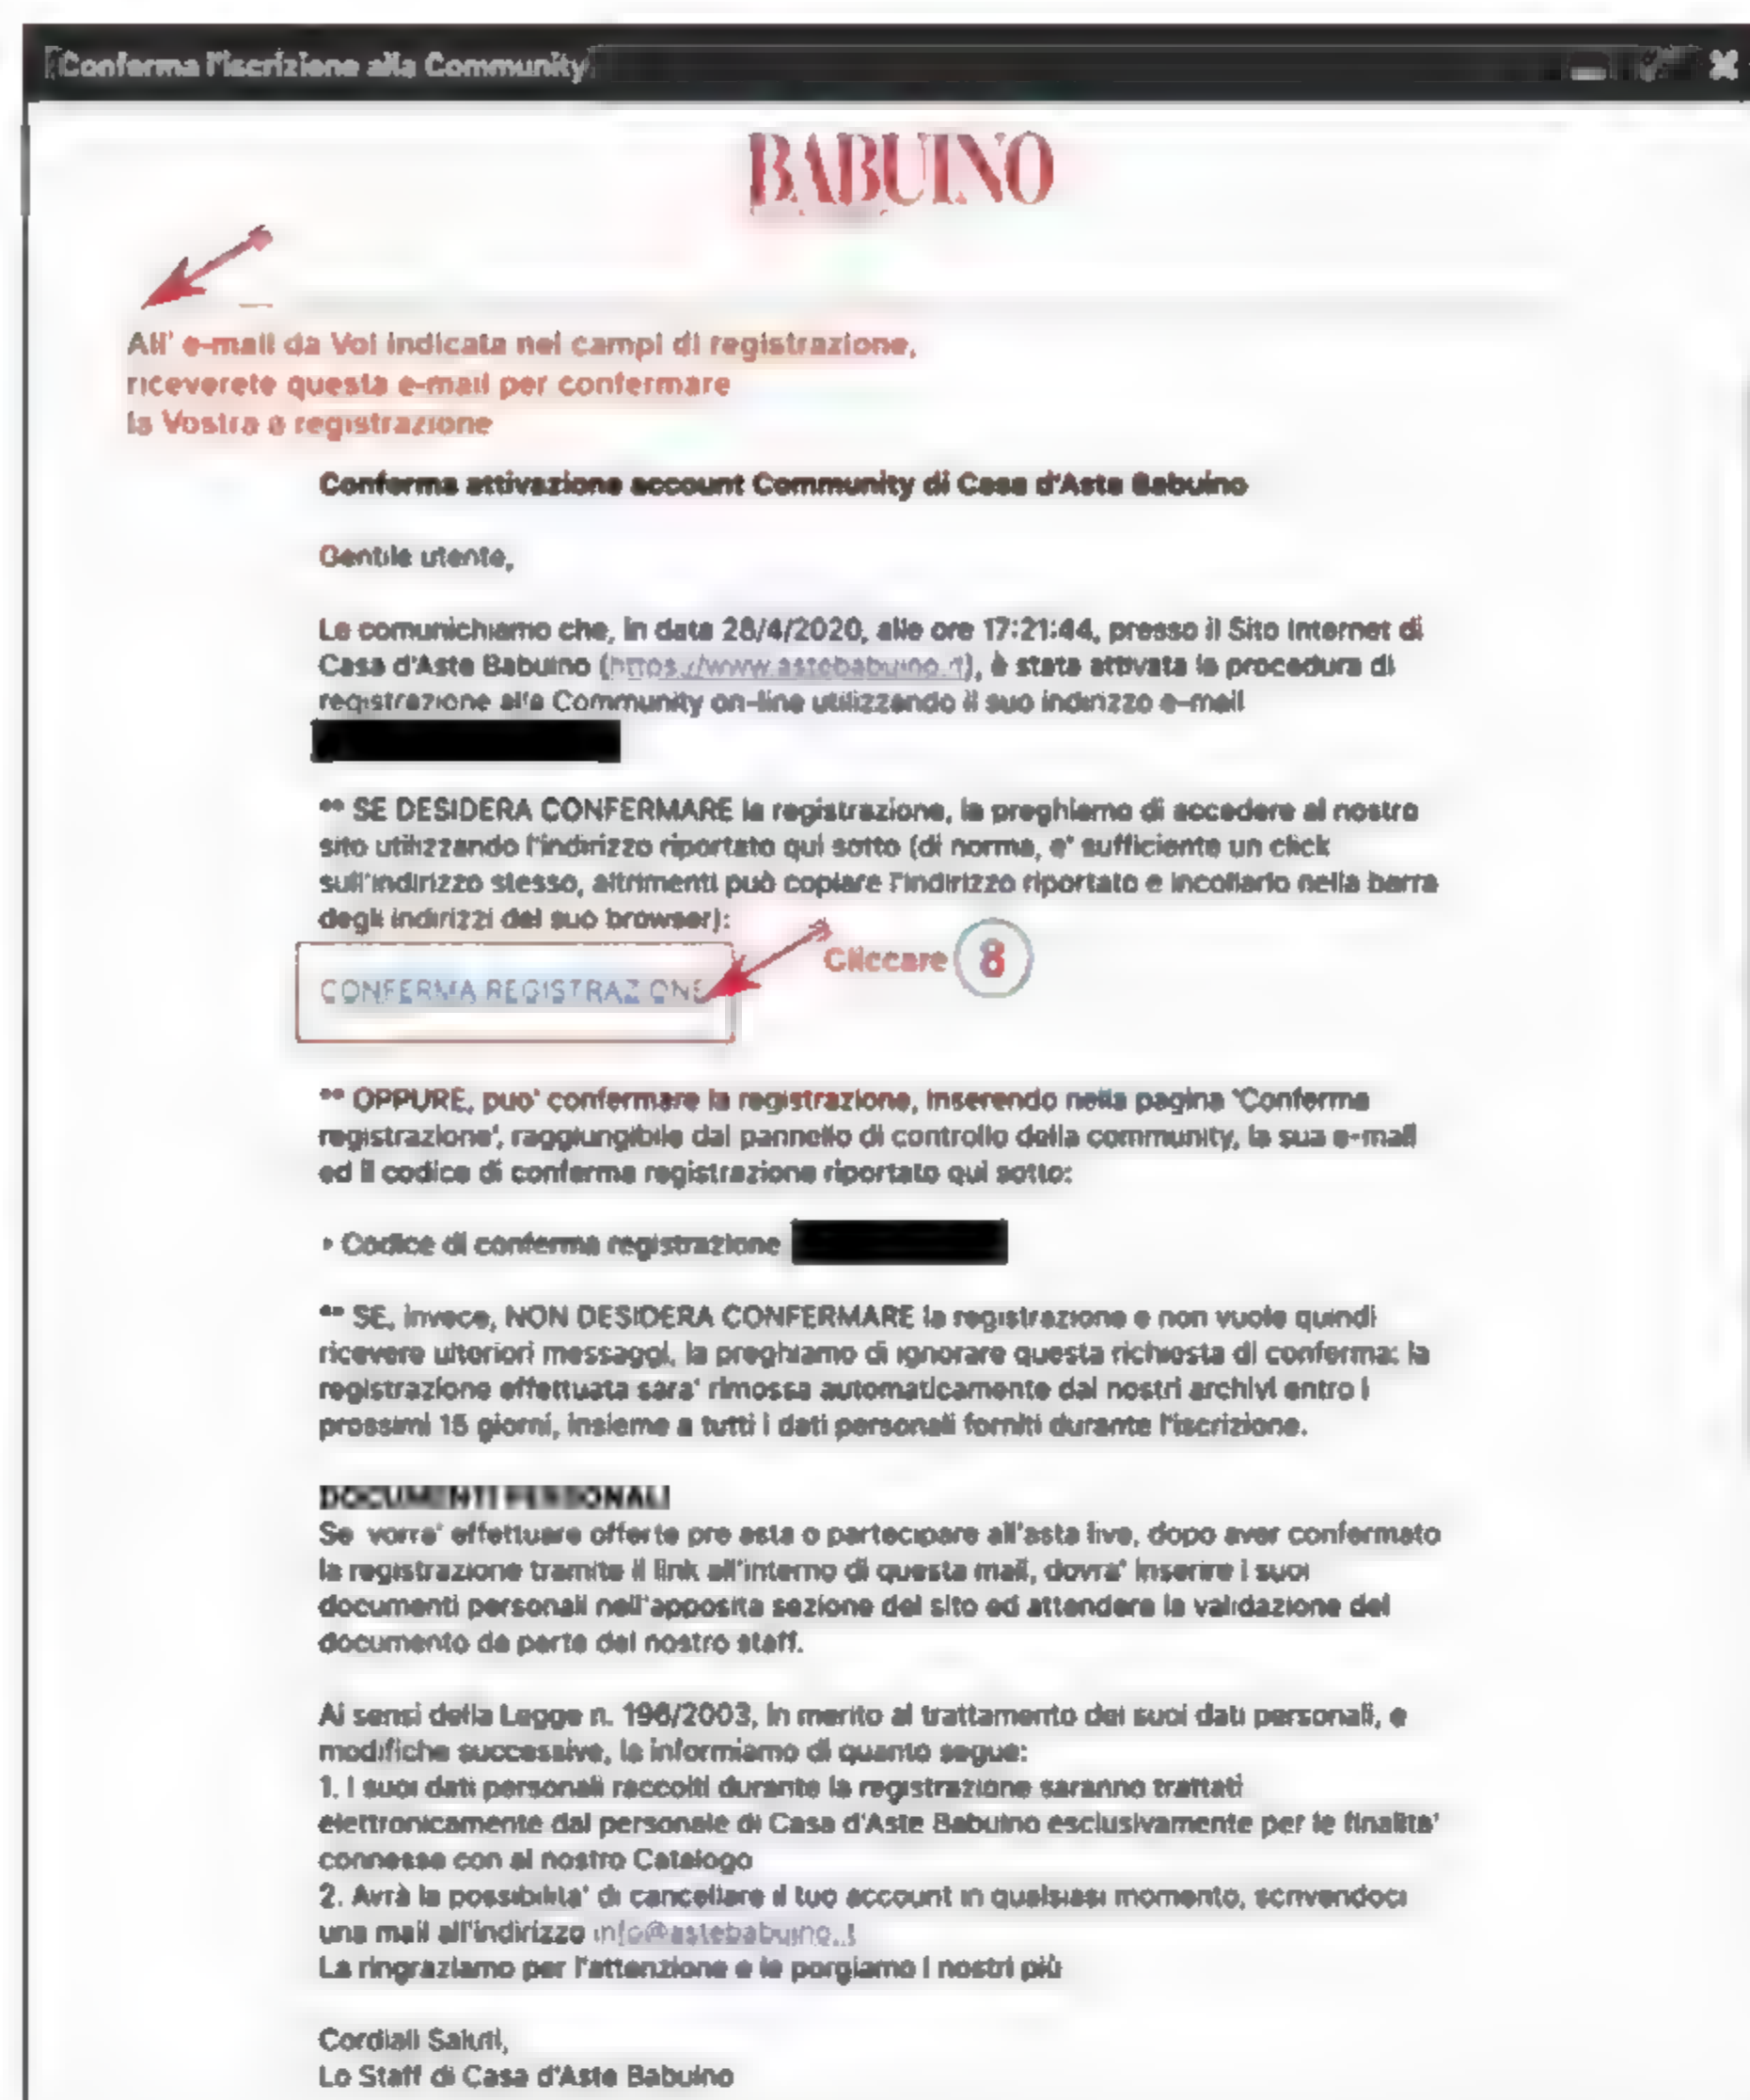 Conferma l'iscrizione alla Community
BABUINO
All' e-mail da Voi indicata nei campi di registrazione,
riceverete questa e-mail per confermare
la Vostra a registrazione
Conferma attivazione account Community di Casa d'Aste Babuino
Gentile utente,
Le comunichiamo che, in data 28/4/2020, alle ore 17:21:44, presso il Sito Internet di
Casa d'Aste Babuino (https://www.astebabuino.it), è stata attivata la procedura di
registrazione alla Community on-line utilizzando il suo indirizzo e-mail
** SE DESIDERA CONFERMARE la registrazione, la preghiamo di accedere al nostro
sito utilizzando l'indirizzo riportato qui sotto (di norma, e' sufficiente un click
sull'indirizzo stesso, altrimenti può copiare l'indirizzo riportato e incollarlo nella barra
degli indirizzi del suo browser):
Cliccare 8
CONFERMA REGISTRAZIONE
** OPPURE, puo' confermare la registrazione, inserendo nella pagina 'Conferma
registrazione', raggiungibile dal pannello di controllo della community, la sua e-mail
ed il codice di conferma registrazione riportato qui sotto:
• Codice di conferma registrazione
** SE, invece, NON DESIDERA CONFERMARE la registrazione e non vuole quindi
ricevere ulteriori messaggi, la preghiamo di ignorare questa richiesta di conferma: la
registrazione effettuata sara' rimossa automaticamente dai nostri archivi entro i
prossimi 15 giorni, insieme a tutti i dati personali forniti durante l'iscrizione.
DOCUMENTI PERSONALI
Se vorra' effettuare offerte pre asta o partecipare all'asta live, dopo aver confermato
la registrazione tramite il link all'interno di questa mail, dovra' inserire i suoi
documenti personali nell'apposita sezione del sito ed attendere la validazione del
documento da parte del nostro staff.
Ai sensi della Legge n. 196/2003, in merito al trattamento dei suoi dati personali, e
modifiche successive, la informiamo di quanto segue:
1. I suoi dati personali raccolti durante la registrazione saranno trattati
elettronicamente dal personale di Casa d'Aste Babuino esclusivamente per le finalita'
connesse con al nostro Catalogo
2. Avrà la possibilita' di cancellare il tuo account in qualsiasi momento, scrivendoci
una mail all'indirizzo info@astebabuino.it
La ringraziamo per l'attenzione e le porgiamo i nostri più
Cordiali Saluti,
Lo Staff di Casa d'Aste Babuino